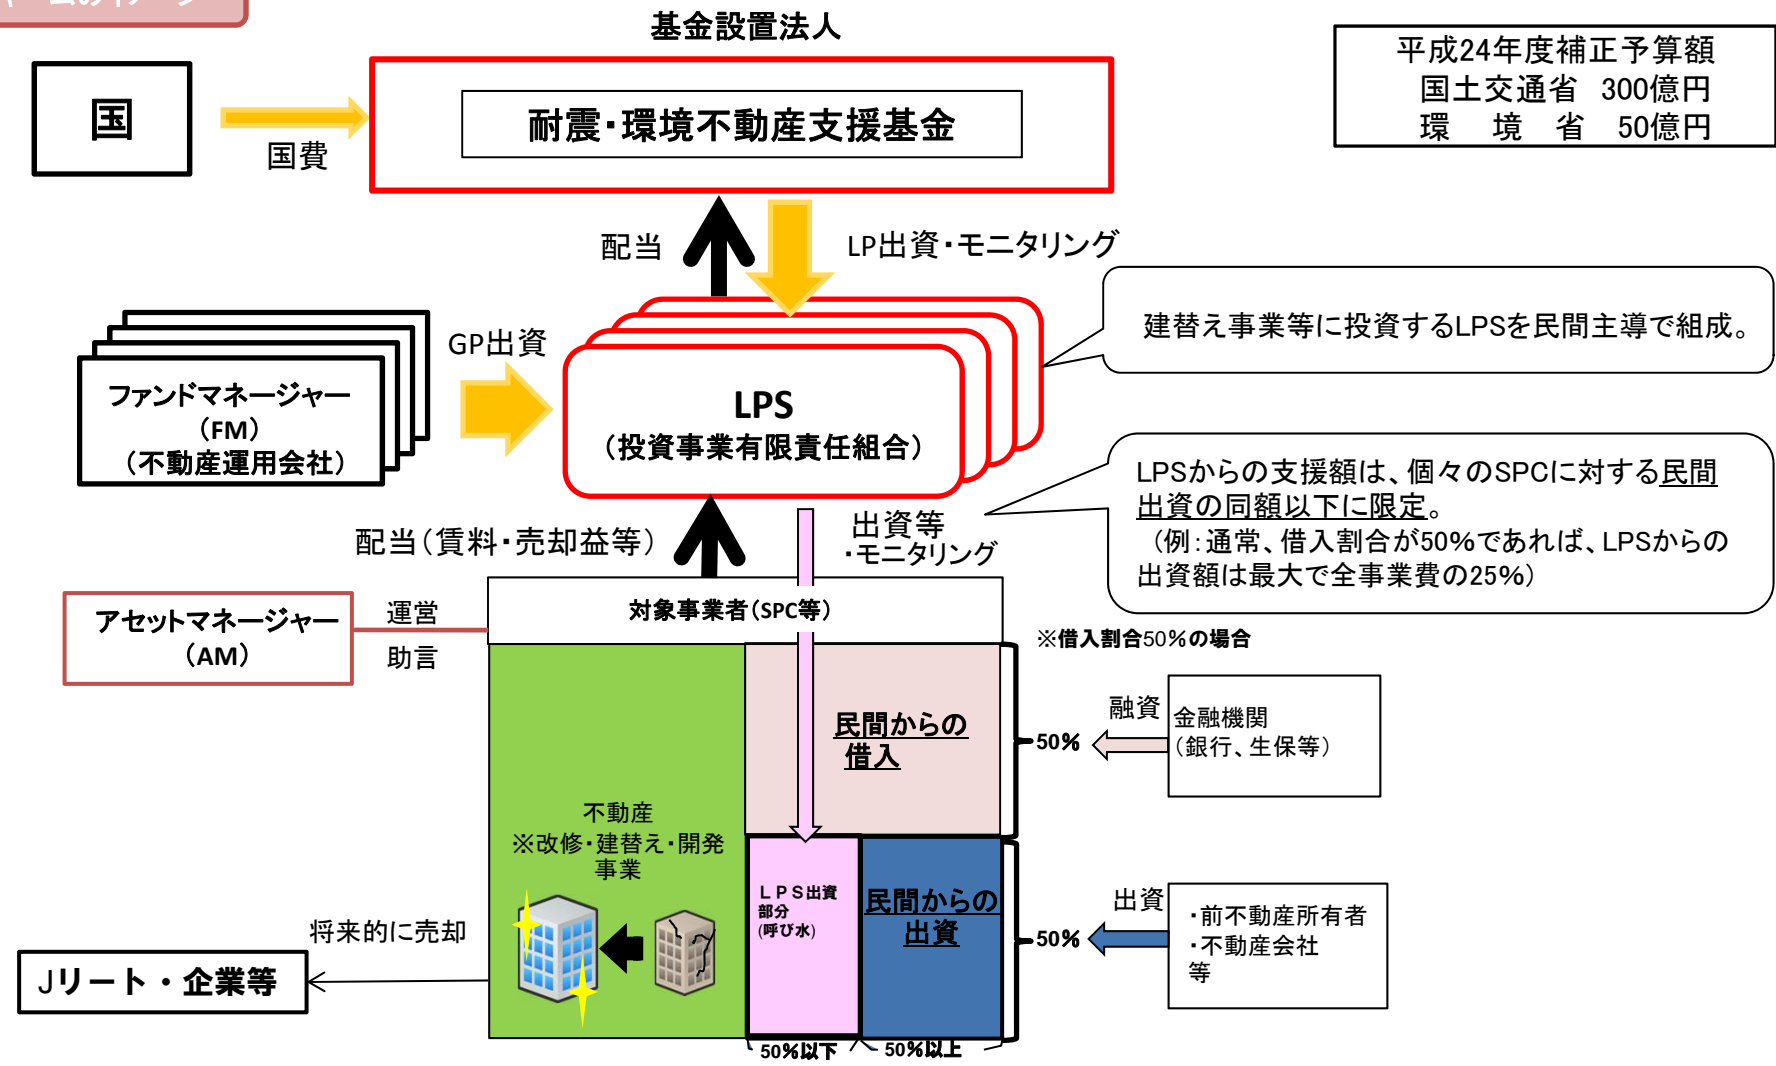 基金設置法人
平成24年度補正予算額
国土交通省 300億円
環 境 省 50億円
国
国費
耐震・環境不動産支援基金
配当
LP出資・モニタリング
建替え事業等に投資するLPSを民間主導で組成。
GP出資
ファンドマネージャー
（FM）
（不動産運用会社）
LPS
（投資事業有限責任組合）
LPSからの支援額は、個々のSPCに対する民間
出資の同額以下に限定。
（例：通常、借入割合が50%であれば、LPSからの
出資額は最大で全事業費の25%）
配当（賃料・売却益等）
出資等
・モニタリング
アセットマネージャー
（AM）
運営
助言
対象事業者（SPC等）
※借入割合50%の場合
民間からの
借入
50%
融資
金融機関
（銀行、生保等）
不動産
※改修・建替え・開発
事業
ＬＰＳ出資
部分
(呼び水)
民間からの
出資
50%
出資
・前不動産所有者
・不動産会社
等
将来的に売却
Jリート・企業等
50%以下
50%以上